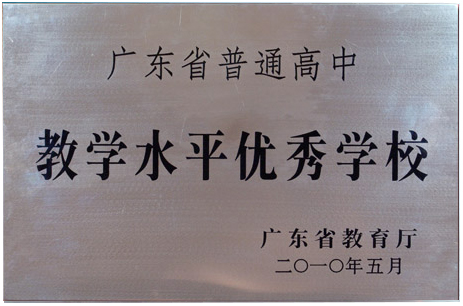 广东省普通高中
教学水平优秀学校
广东省教育厅
二〇一〇年五月